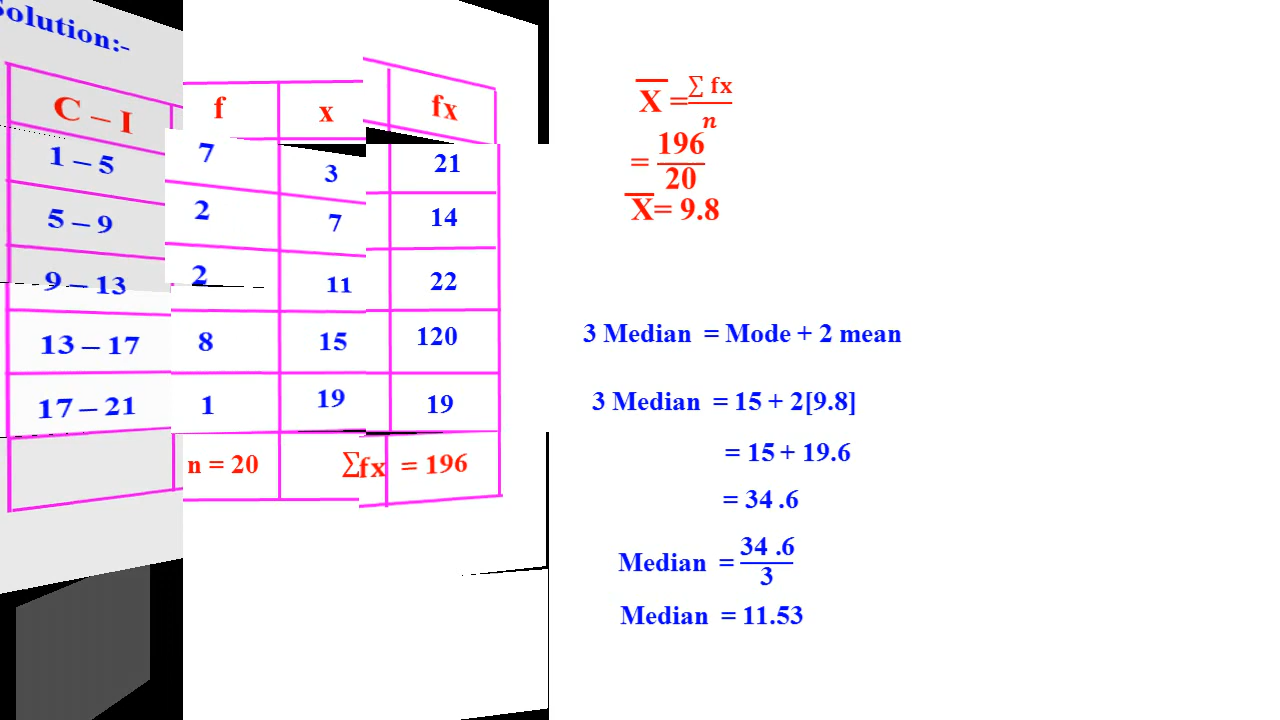 Solution:-
C – I f x fx
1 – 5 7 3 21
5 – 9 2 7 14
9 – 13 2 11 22
13 – 17 8 15 120
17 – 21 1 19 19
n = 20 ∑fx = 196
X̅ = ∑ fx / n
= 196 / 20
X̅ = 9.8
3 Median = Mode + 2 mean
3 Median = 15 + 2[9.8]
= 15 + 19.6
= 34 .6
Median = 34 .6 / 3
Median = 11.53